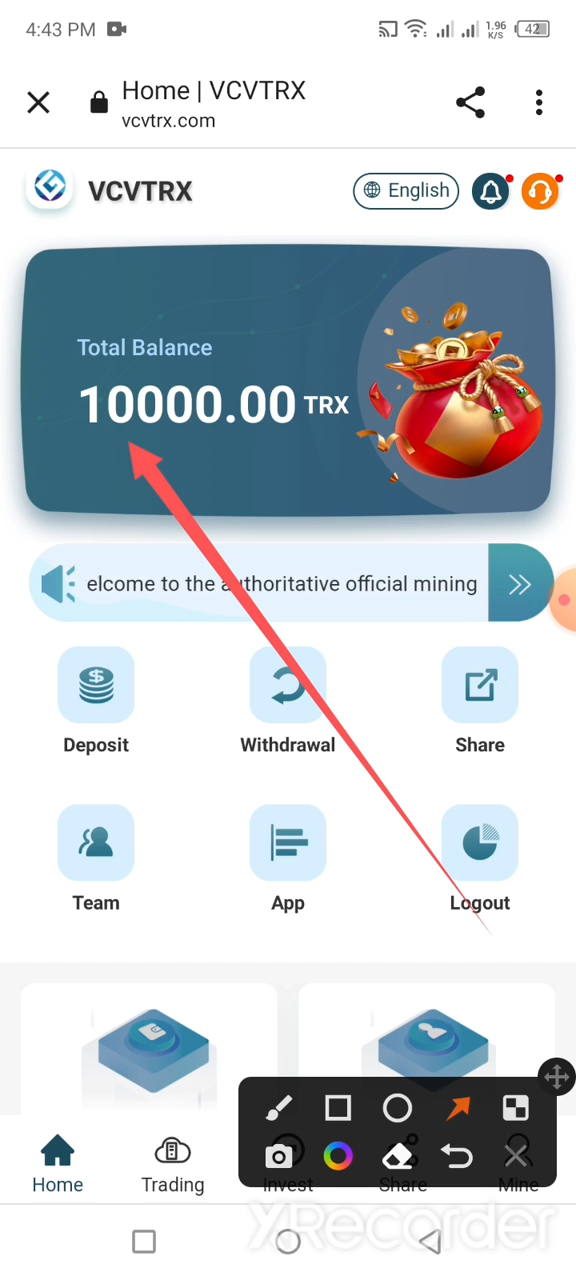 4:43 PM
1.96
K/S
42
Home | VCVTRX
vcvtrx.com
VCVTRX
English
Total Balance
10000.00 TRX
elcome to the authoritative official mining
Deposit
Withdrawal
Share
Team
App
Logout
Home
Trading
Invest
Share
Mine
XRecorder